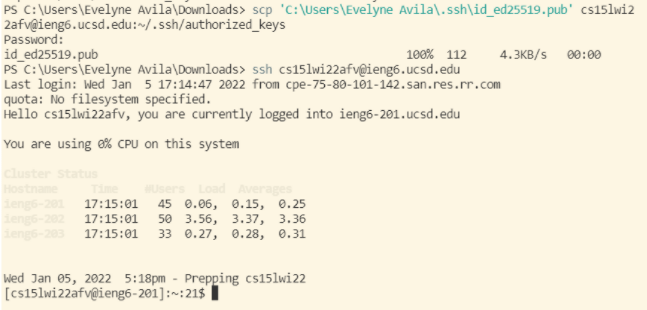 PS C:\Users\Evelyne Avila\Downloads> scp 'C:\Users\Evelyne Avila\.ssh\id_ed25519.pub' cs15lwi2
2afv@ieng6.ucsd.edu:~/.ssh/authorized_keys
Password:
id_ed25519.pub 100% 112 4.3KB/s 00:00
PS C:\Users\Evelyne Avila\Downloads> ssh cs15lwi22afv@ieng6.ucsd.edu
Last login: Wed Jan  5 17:14:47 2022 from cpe-75-80-101-142.san.res.rr.com
quota: No filesystem specified.
Hello cs15lwi22afv, you are currently logged into ieng6-201.ucsd.edu
You are using 0% CPU on this system
Cluster Status
Hostname Time #Users Load Averages
ieng6-201 17:15:01 45 0.06, 0.15, 0.25
ieng6-202 17:15:01 50 3.56, 3.37, 3.36
ieng6-203 17:15:01 33 0.27, 0.28, 0.31
Wed Jan 05, 2022  5:18pm - Prepping cs15lwi22
[cs15lwi22afv@ieng6-201]:~:21$